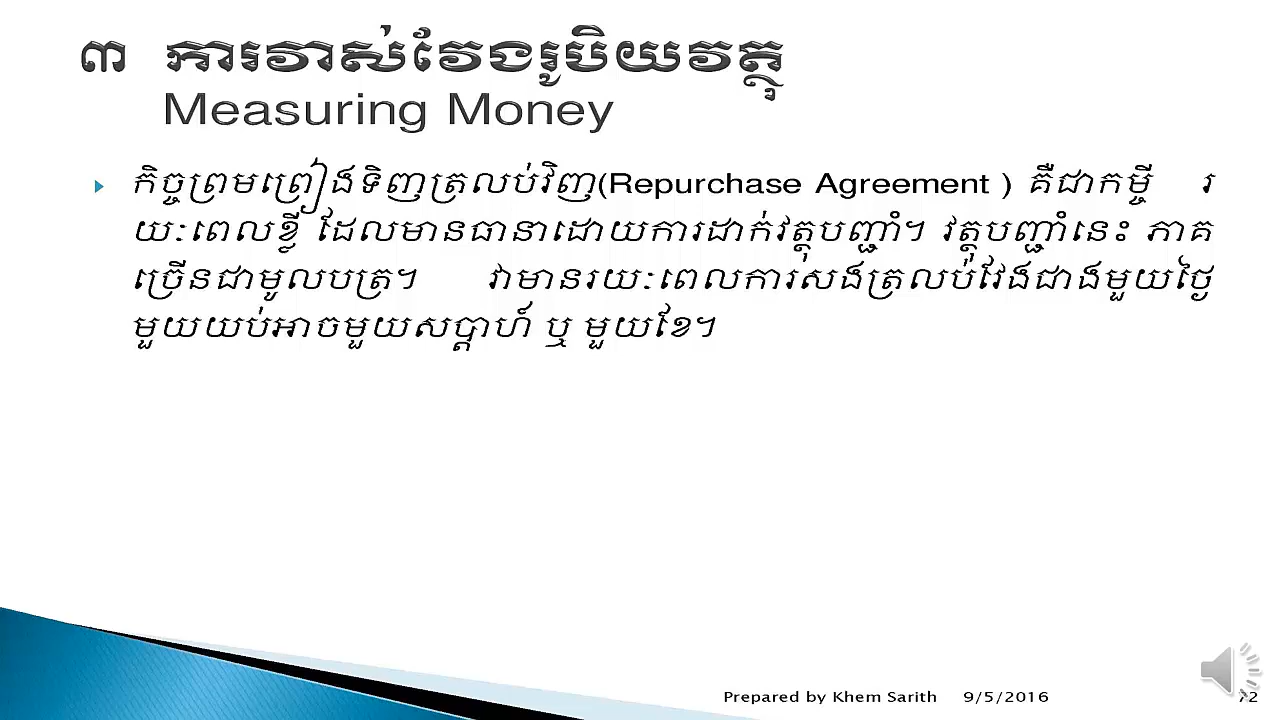 ៣ ការវាស់វែងរូបិយវត្ថុ
Measuring Money
កិច្ចព្រមព្រៀងទិញត្រលប់វិញ(Repurchase Agreement ) គឺជាកម្ចី រ
យៈពេលខ្លី ដែលមានធានាដោយការដាក់វត្ថុបញ្ចាំ។ វត្ថុបញ្ចាំនេះ ភាគ
ច្រើនជាមូលបត្រ។ វាមានរយៈពេលការសងត្រលប់វែងជាងមួយថ្ងៃ
មួយយប់អាចមួយសប្តាហ៍ ឬ មួយខែ។
Prepared by Khem Sarith 9/5/2016